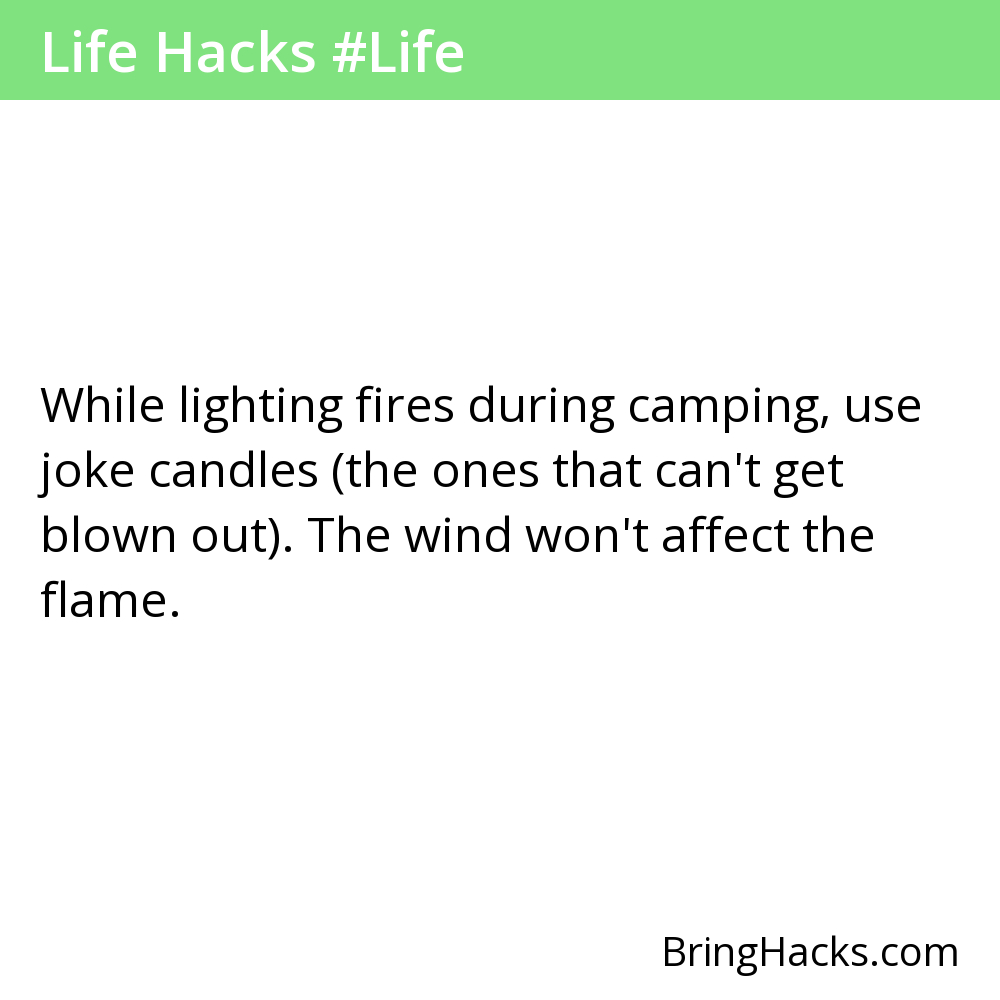 Life Hacks #Life
While lighting fires during camping, use
joke candles (the ones that can't get
blown out). The wind won't affect the
flame.
BringHacks.com